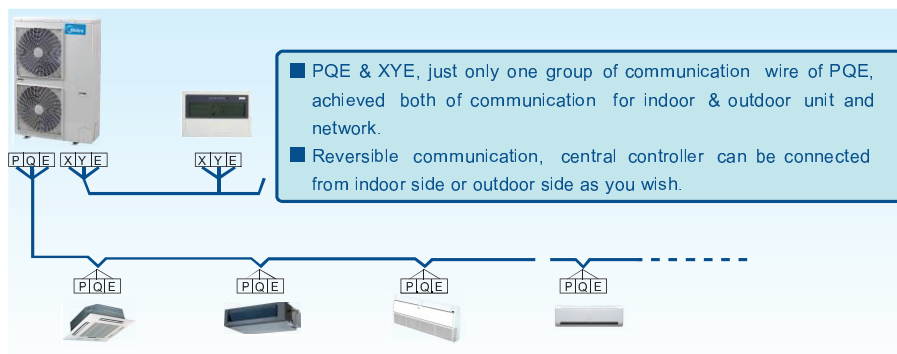 Midea
PQE & XYE, just only one group of communication wire of PQE,
achieved both of communication for indoor & outdoor unit and
network.
Reversible communication, central controller can be connected
from indoor side or outdoor side as you wish.
P Q E X Y E X Y E
P Q E P Q E P Q E P Q E